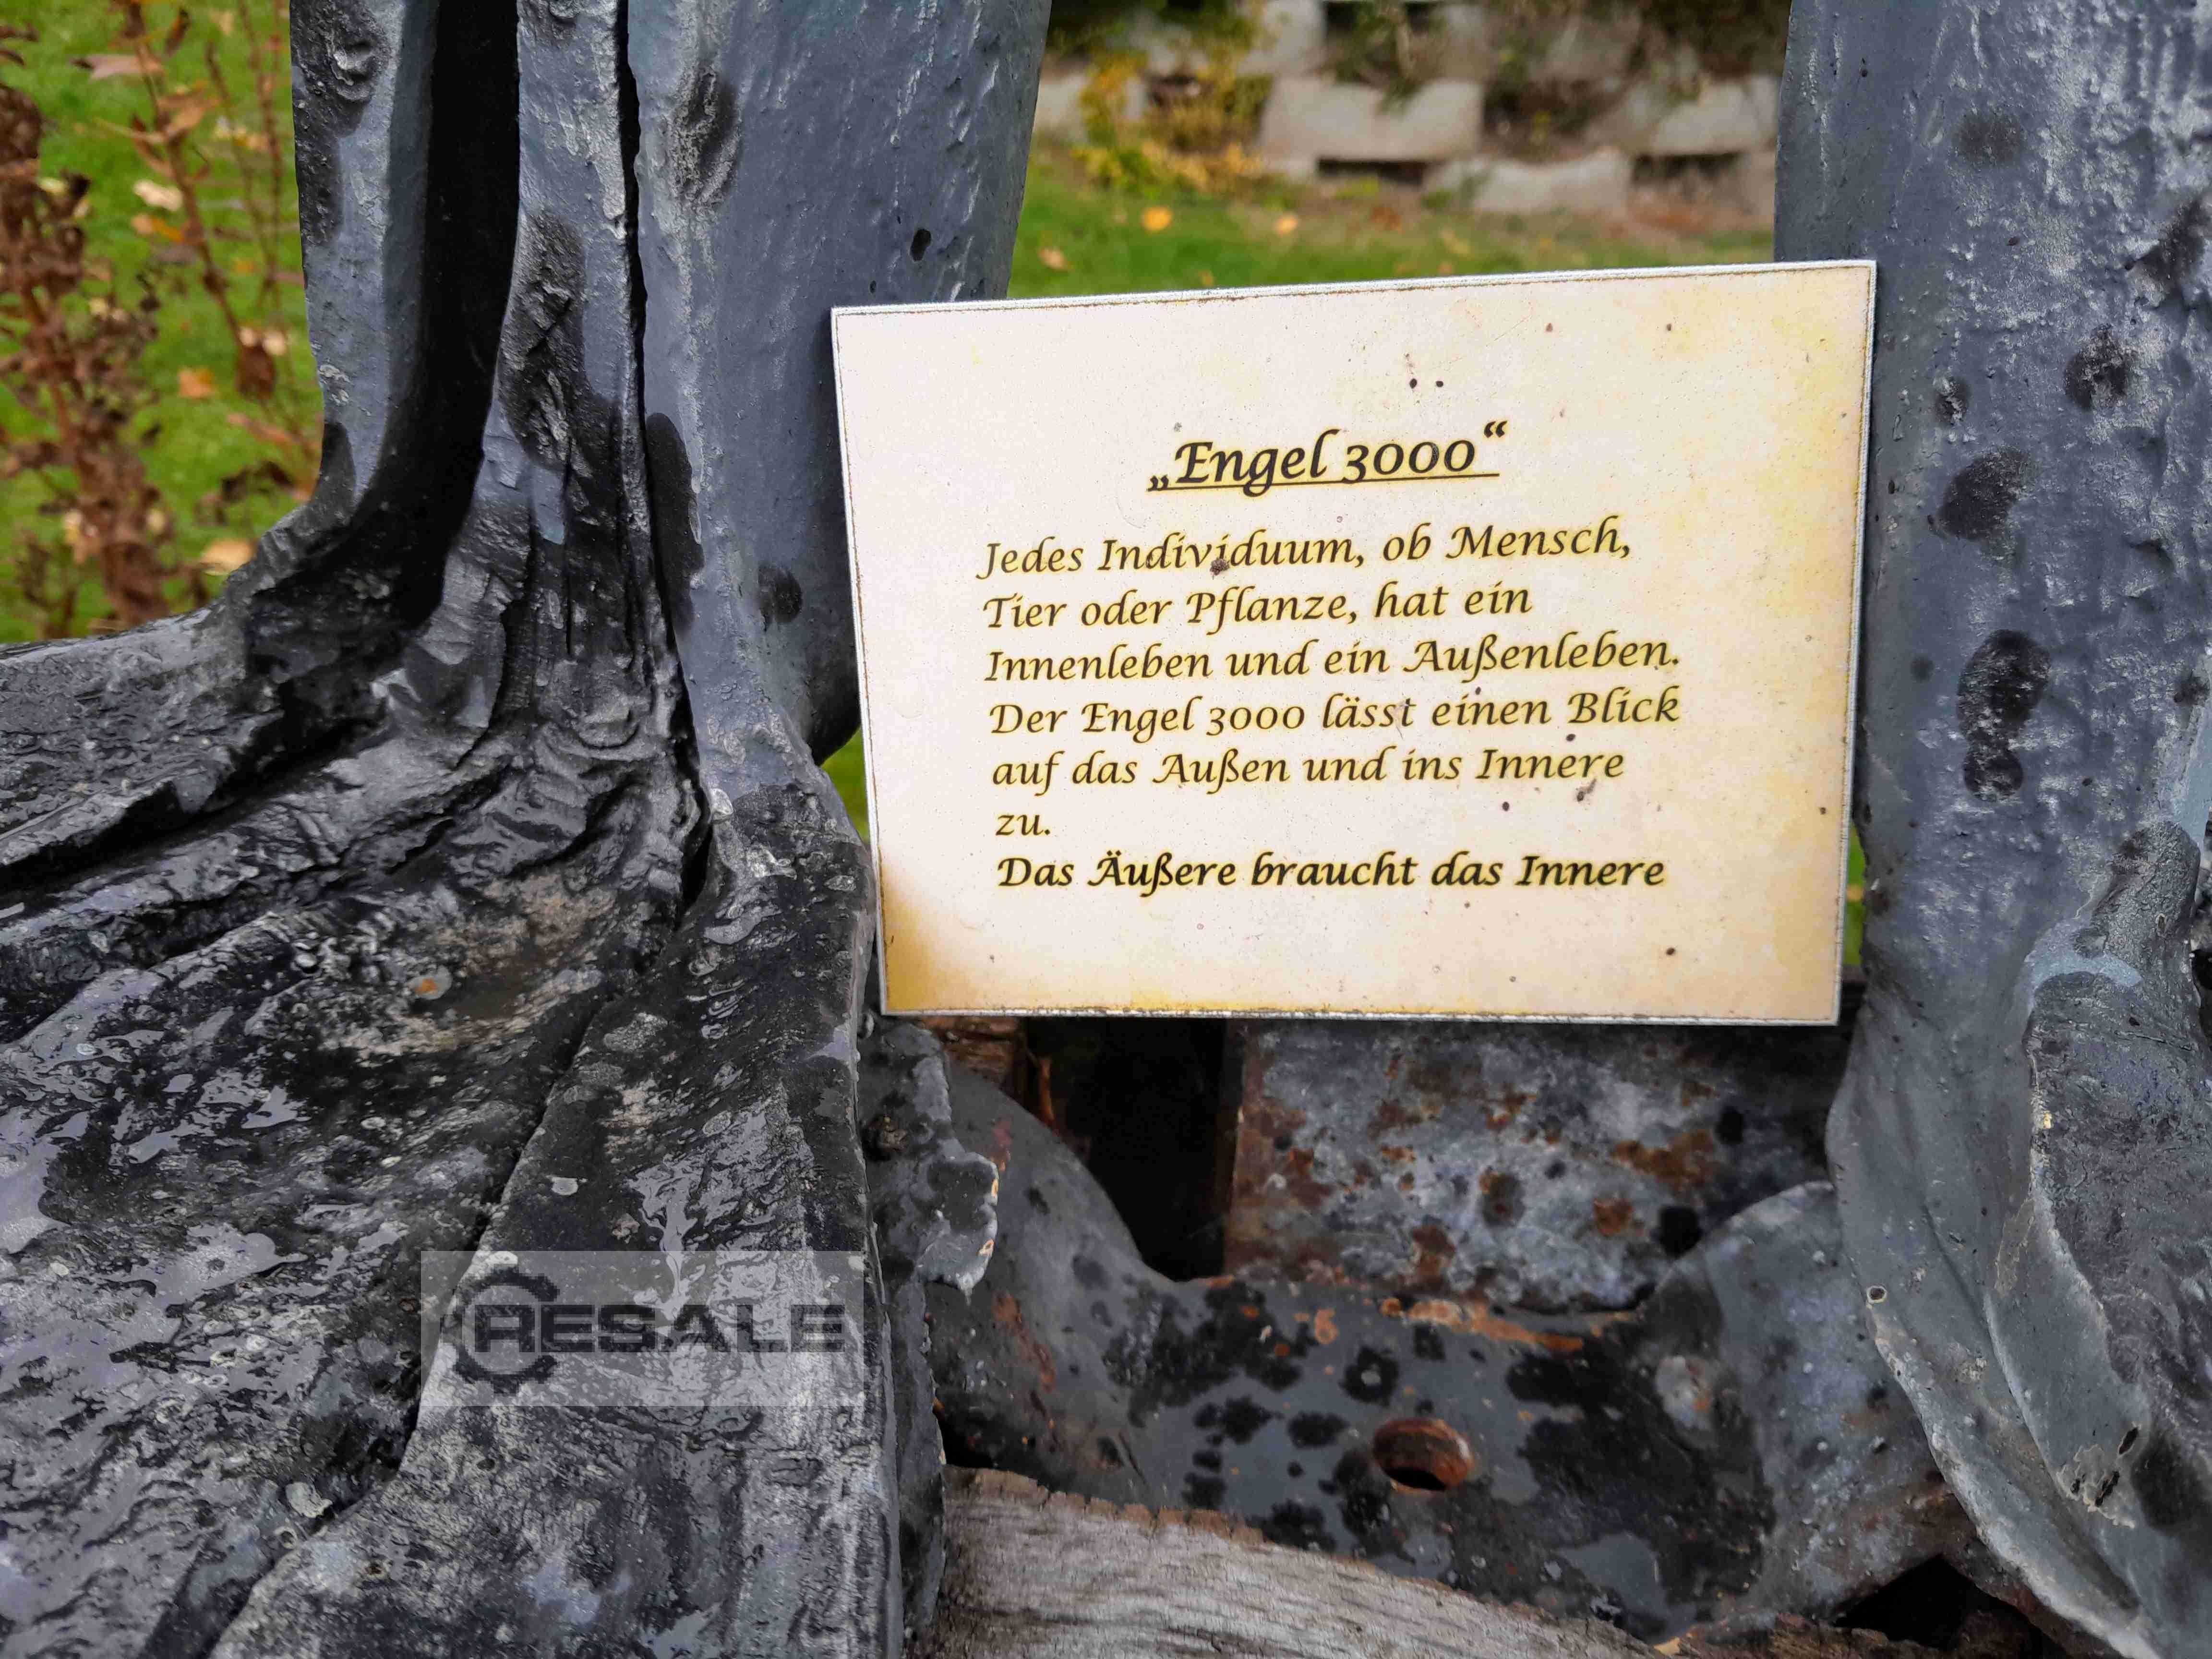 „Engel 3000“
Jedes Individuum, ob Mensch,
Tier oder Pflanze, hat ein
Innenleben und ein Außenleben.
Der Engel 3000 lässt einen Blick
auf das Außen und ins Innere
zu.
Das Äußere braucht das Innere
RESALE